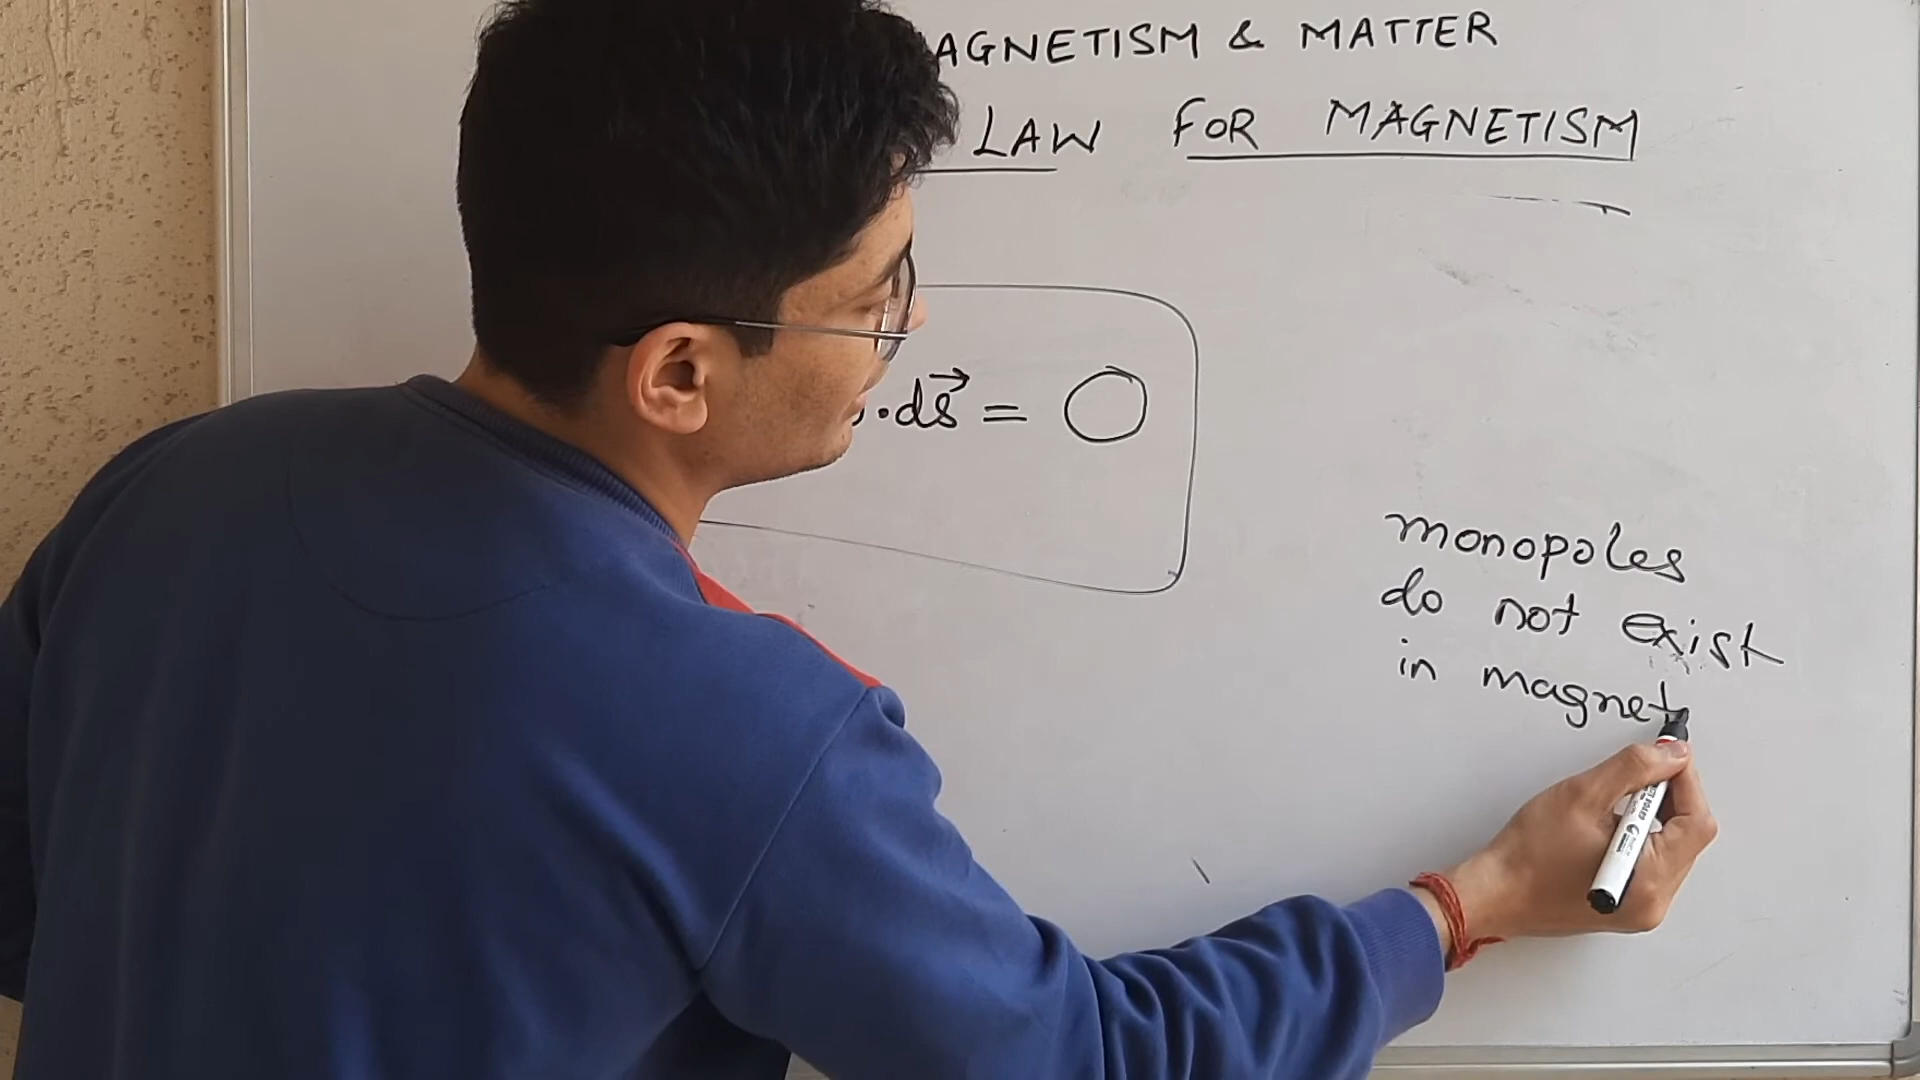 AGNETISM & MATTER
LAW FOR MAGNETISM
·ds⃗ = O
monopoles
do not exist
in magnet